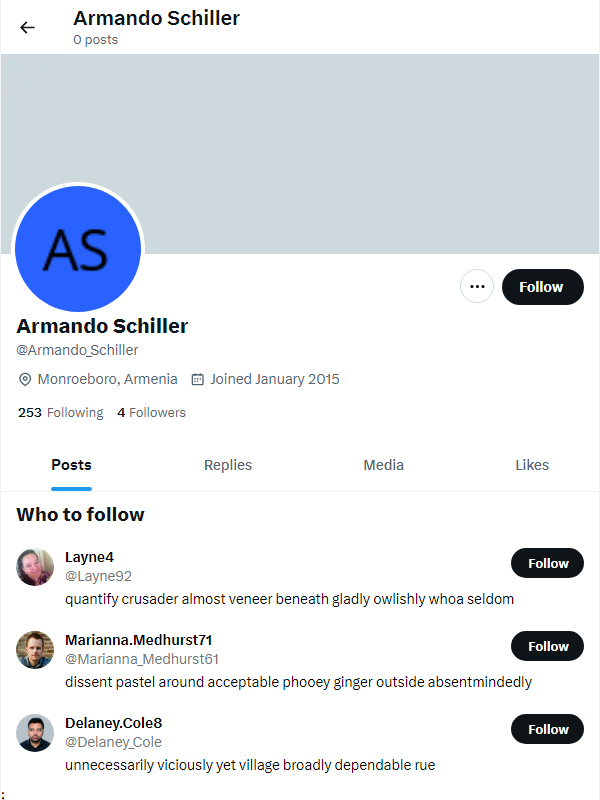 Armando Schiller
0 posts
AS
Follow
Armando Schiller
@Armando_Schiller
Monroeboro, Armenia Joined January 2015
253 Following 4 Followers
Posts Replies Media Likes
Who to follow
Layne4
@Layne92
Follow
quantify crusader almost veneer beneath gladly owlishly whoa seldom
Marianna.Medhurst71
@Marianna_Medhurst61
Follow
dissent pastel around acceptable phooey ginger outside absentmindedly
Delaney.Cole8
@Delaney_Cole
Follow
unnecessarily viciously yet village broadly dependable rue
;